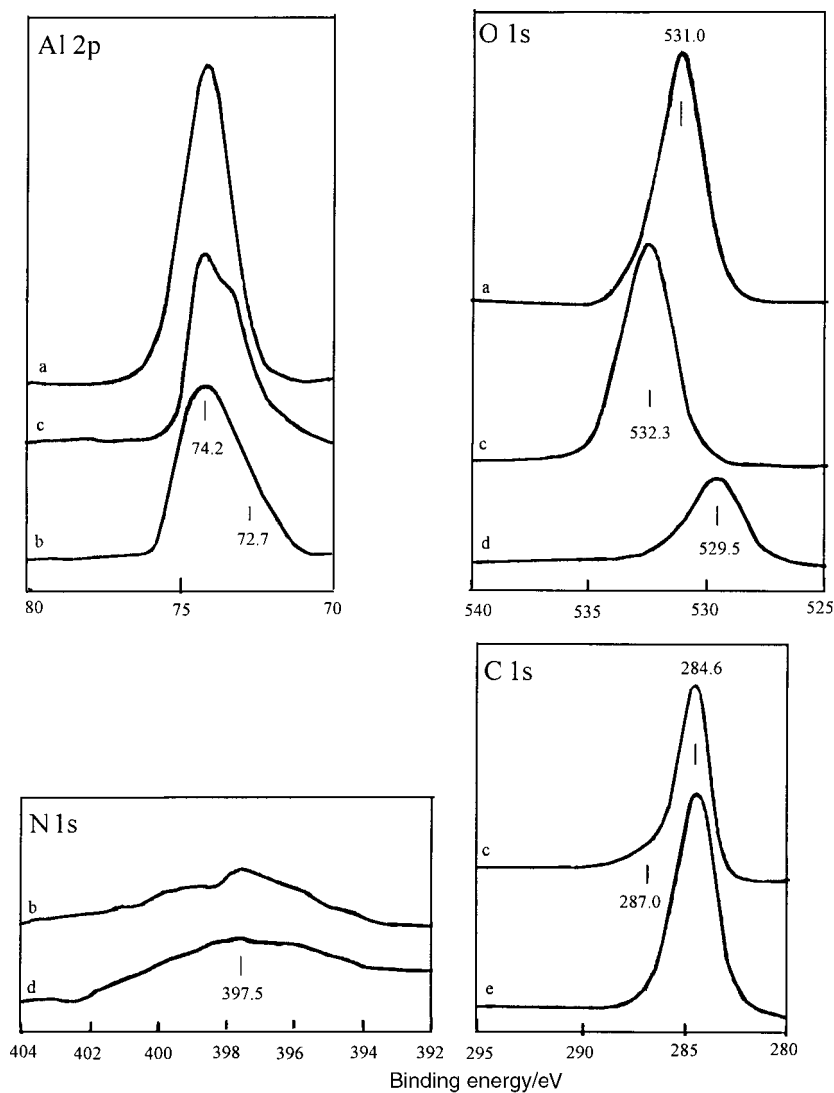 Al 2p
a
c
74.2
72.7
b
80 75 70
O 1s
531.0
a
c
532.3
d
529.5
540 535 530 525
N 1s
b
d
397.5
404 402 400 398 396 394 392
C 1s
284.6
c
287.0
e
295 290 285 280
Binding energy/eV